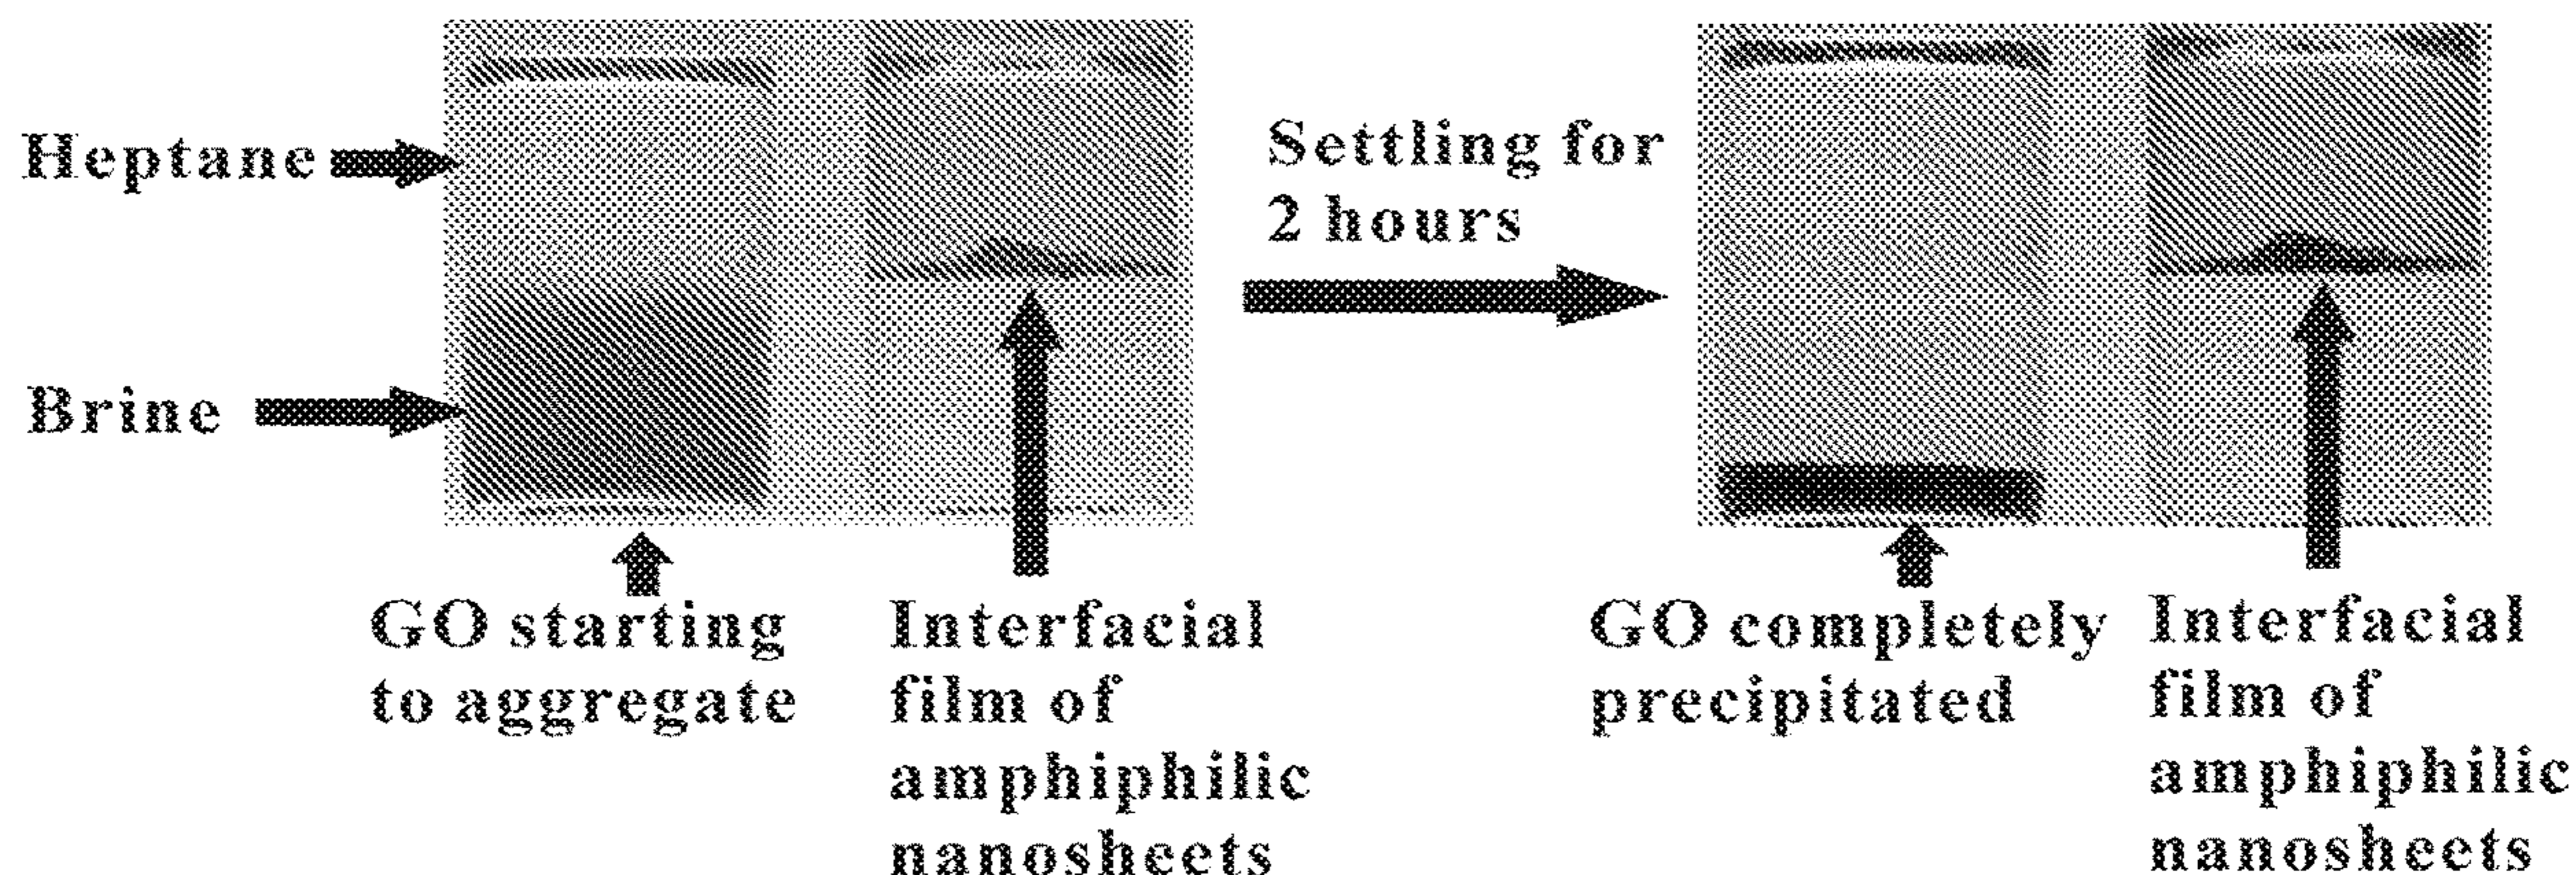 Heptane
Brine
GO starting
to aggregate
Interfacial
film of
amphiphilic
nanosheets
Settling for
2 hours
GO completely
precipitated
Interfacial
film of
amphiphilic
nanosheets